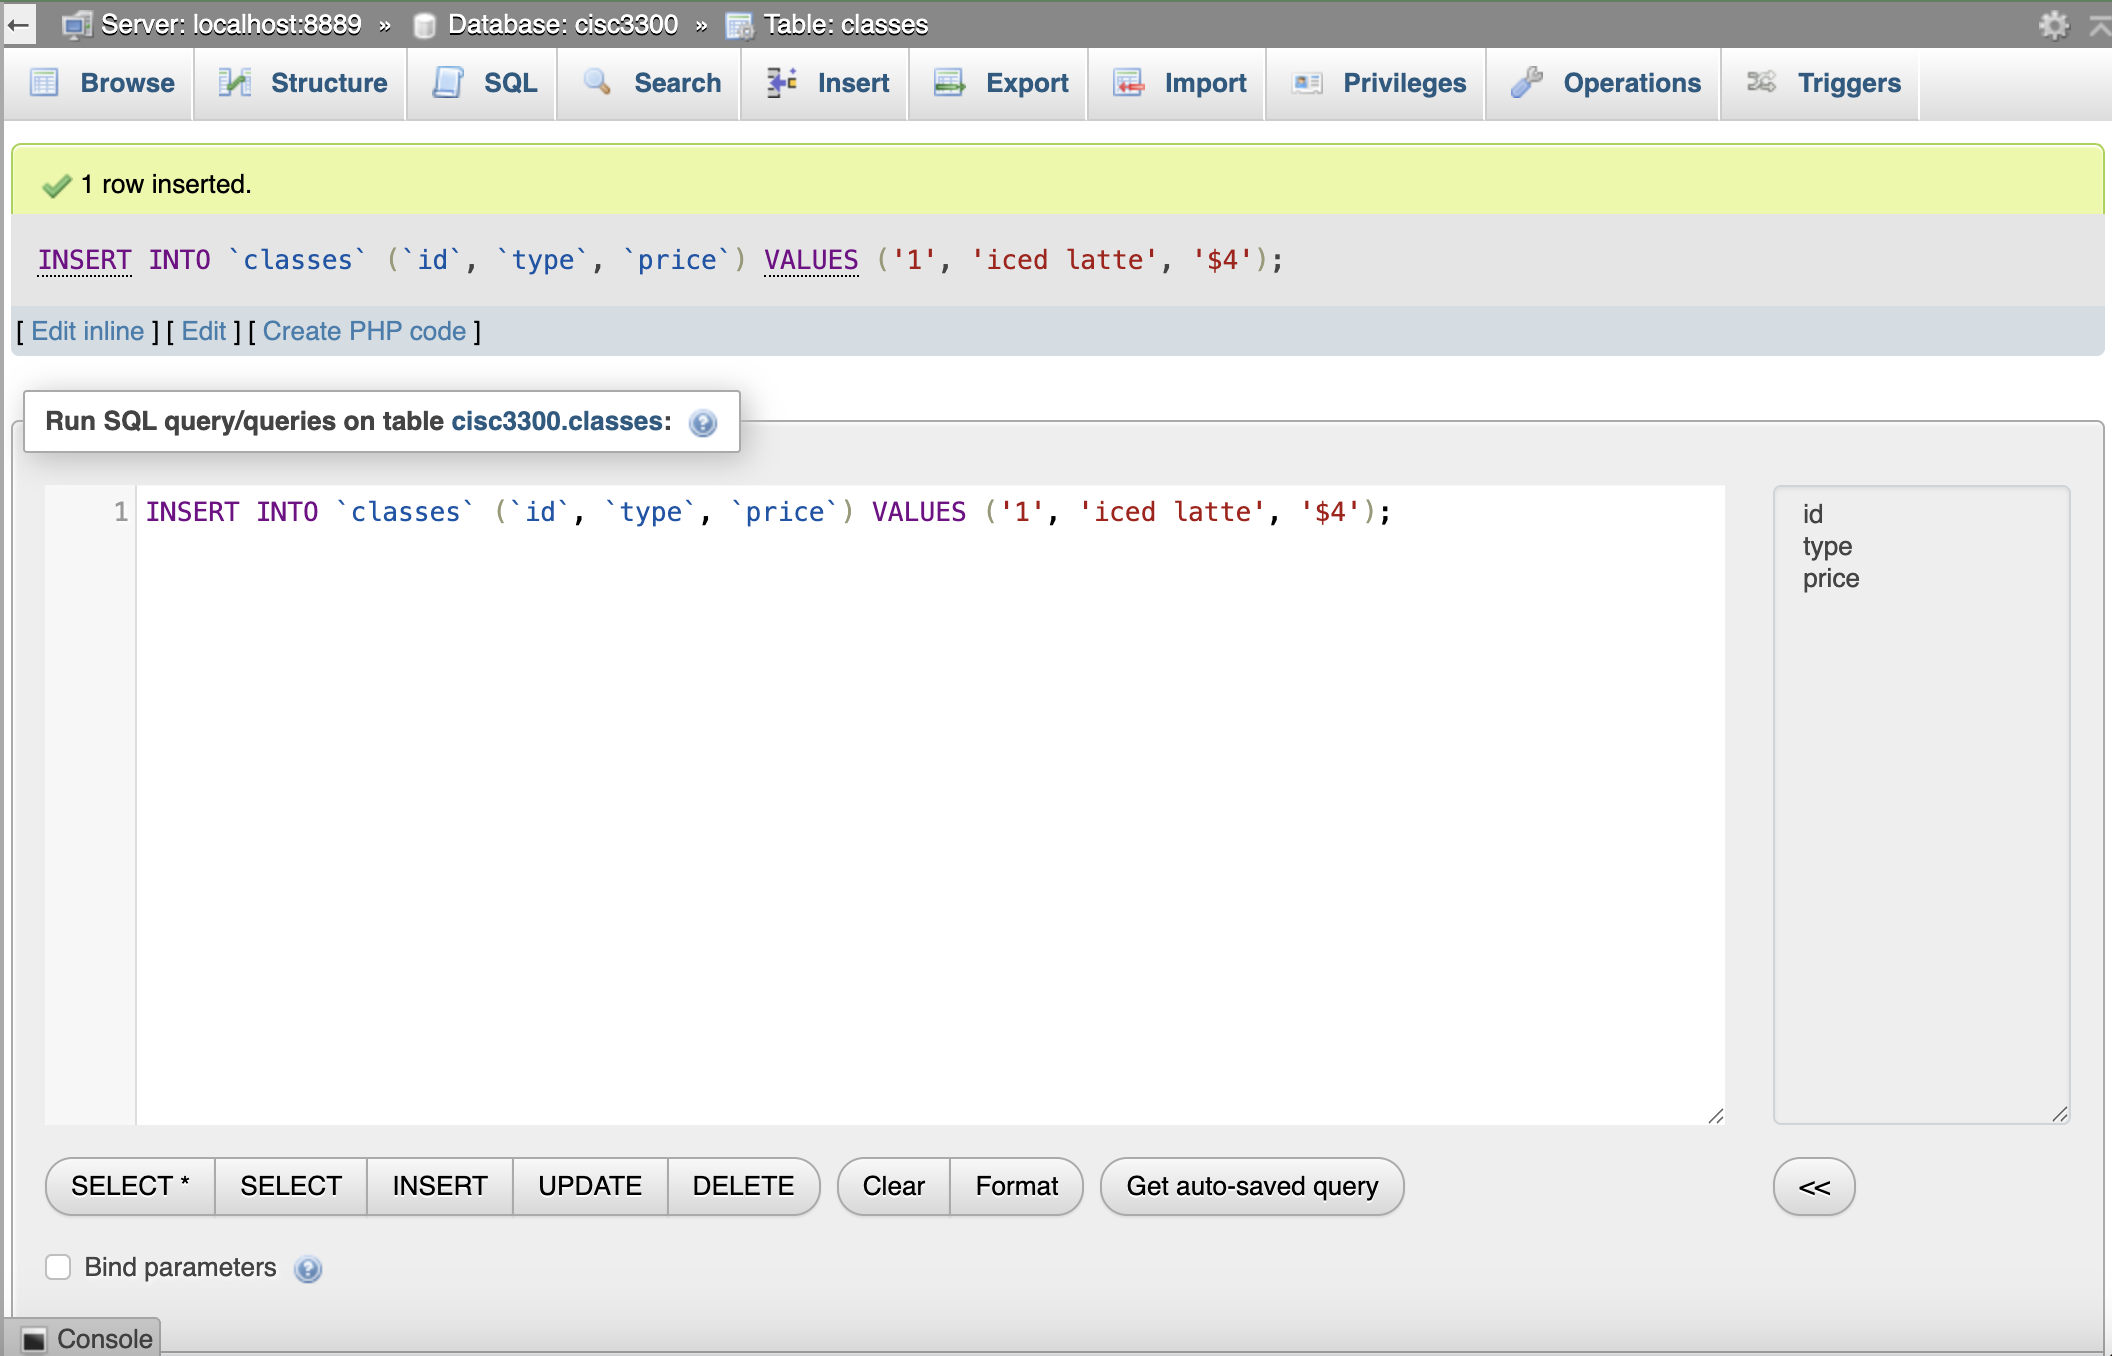 Server: localhost:8889 » Database: cisc3300 » Table: classes
Browse Structure SQL Search Insert Export Import Privileges Operations Triggers
1 row inserted.
INSERT INTO `classes` (`id`, `type`, `price`) VALUES ('1', 'iced latte', '$4');
[ Edit inline ] [ Edit ] [ Create PHP code ]
Run SQL query/queries on table cisc3300.classes:
1 INSERT INTO `classes` (`id`, `type`, `price`) VALUES ('1', 'iced latte', '$4');
id
type
price
SELECT * SELECT INSERT UPDATE DELETE Clear Format Get auto-saved query <<
Bind parameters
Console